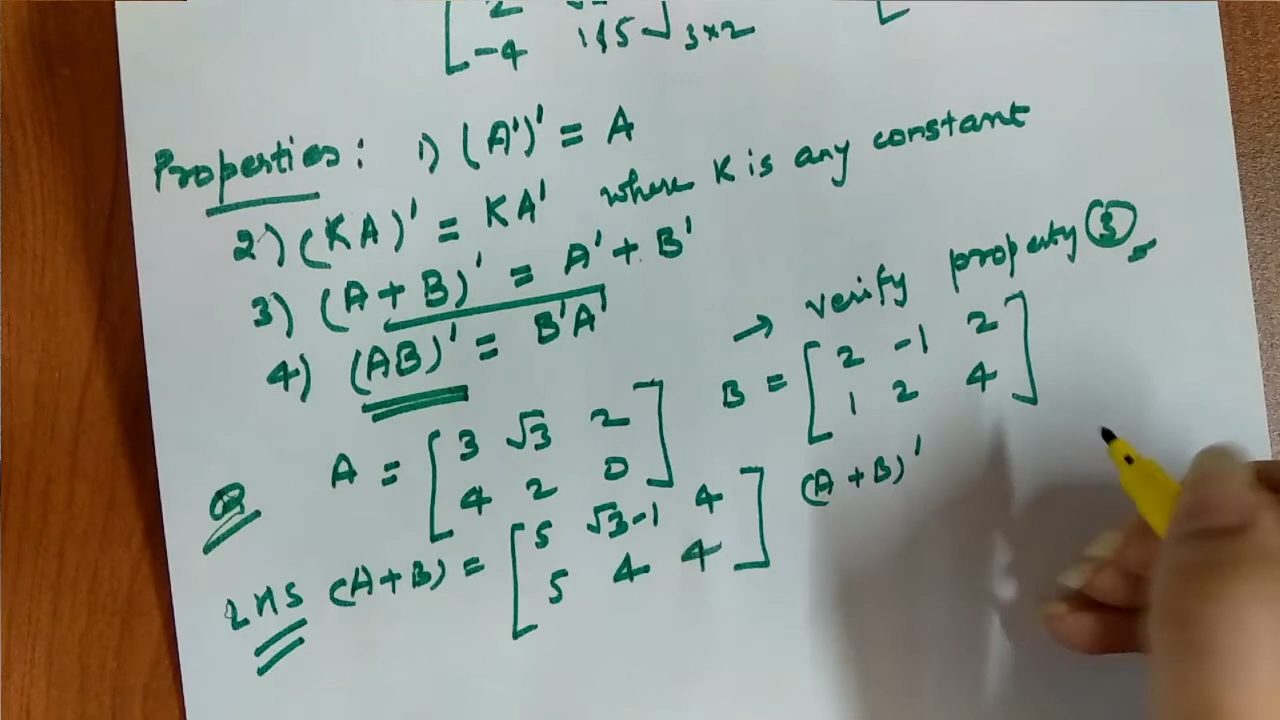 2
-4 1/5 3×2
Properties: 1) (A')' = A
2) (KA)' = KA' where K is any constant
3) (A + B)' = A' + B'
4) (AB)' = B'A'
→ verify property 3
Q A = [3 √3 2
4 2 0]
B = [2 -1 2
1 2 4]
LHS (A+B) = [5 √3-1 4
5 4 4]
(A + B)'